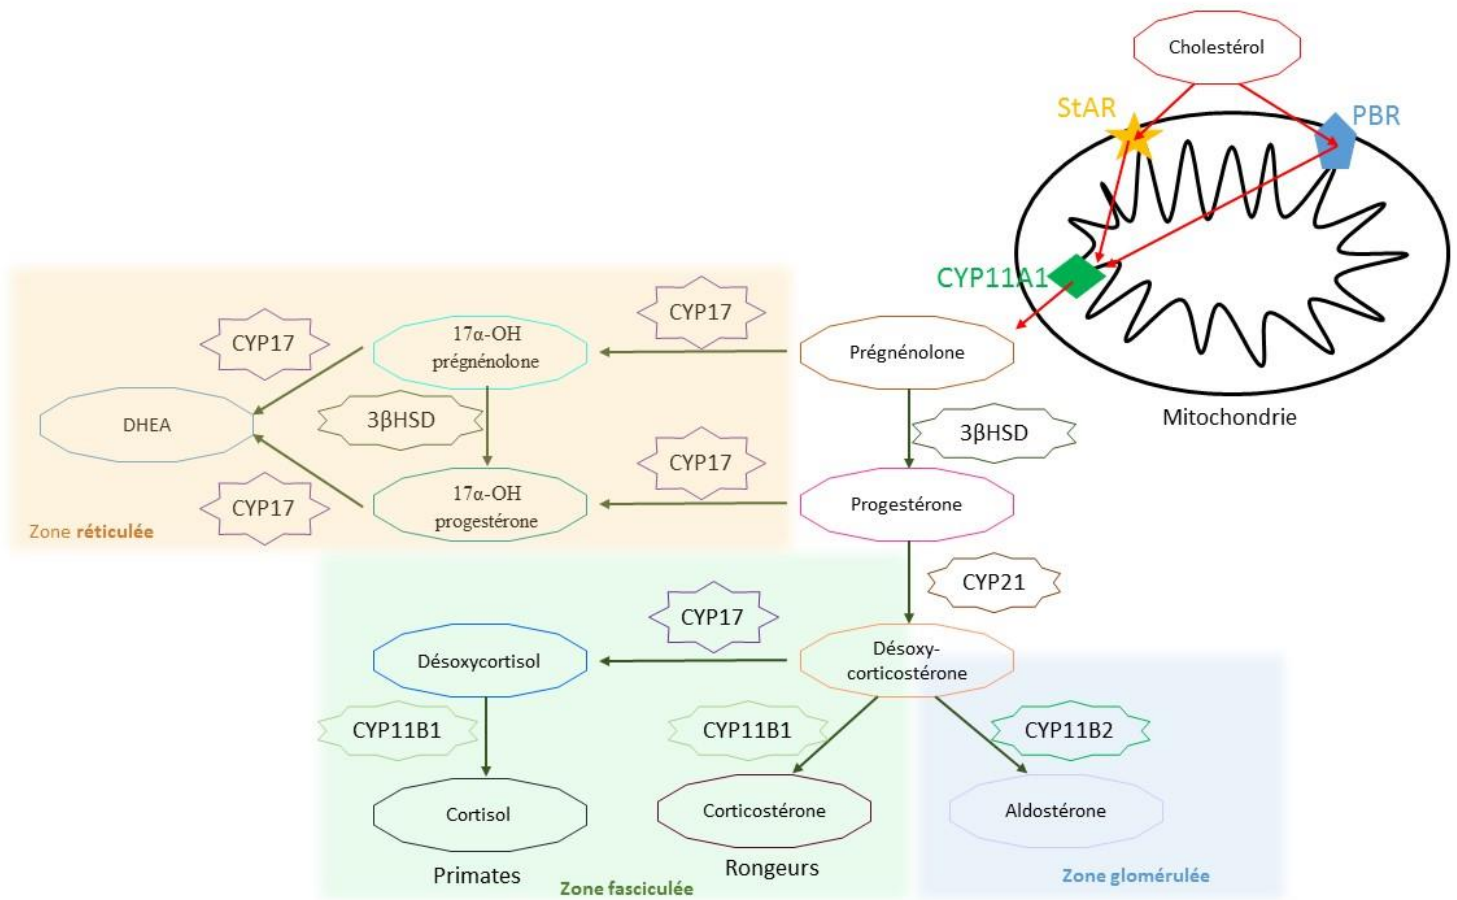 Cholestérol
StAR
PBR
CYP11A1
Mitochondrie
CYP17
CYP17
17α-OH
prégnénolone
Prégnénolone
DHEA
3βHSD
3βHSD
CYP17
CYP17
17α-OH
progestérone
Progestérone
Zone réticulée
CYP21
CYP17
Désoxycortisol
Désoxy-
corticostérone
CYP11B1
CYP11B1
CYP11B2
Cortisol
Corticostérone
Aldostérone
Primates
Rongeurs
Zone fasciculée
Zone glomérulée